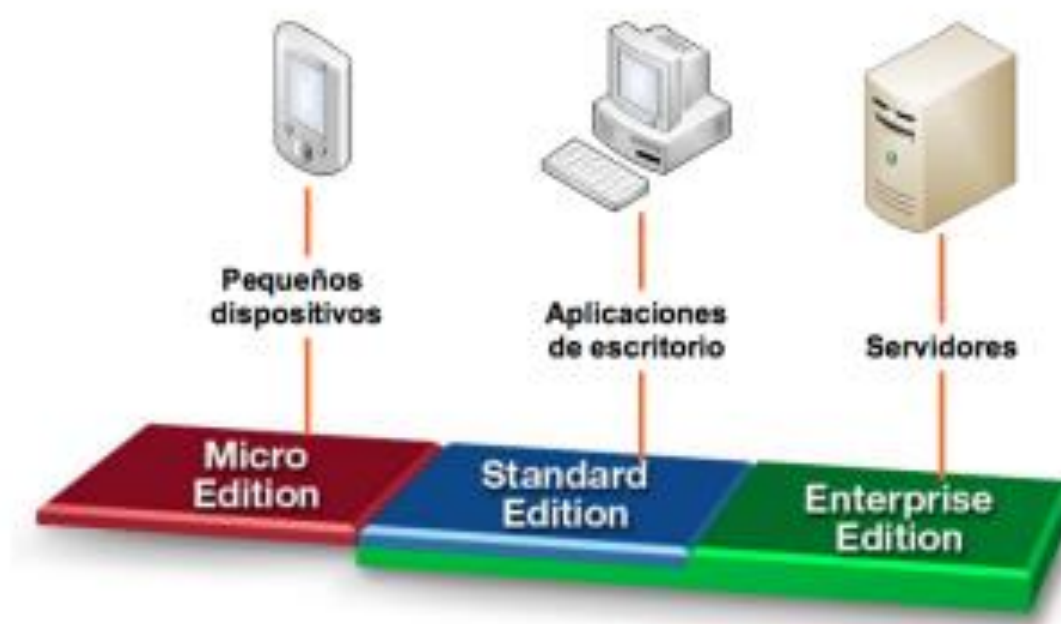 Pequeños
dispositivos
Aplicaciones
de escritorio
Servidores
Micro
Edition
Standard
Edition
Enterprise
Edition